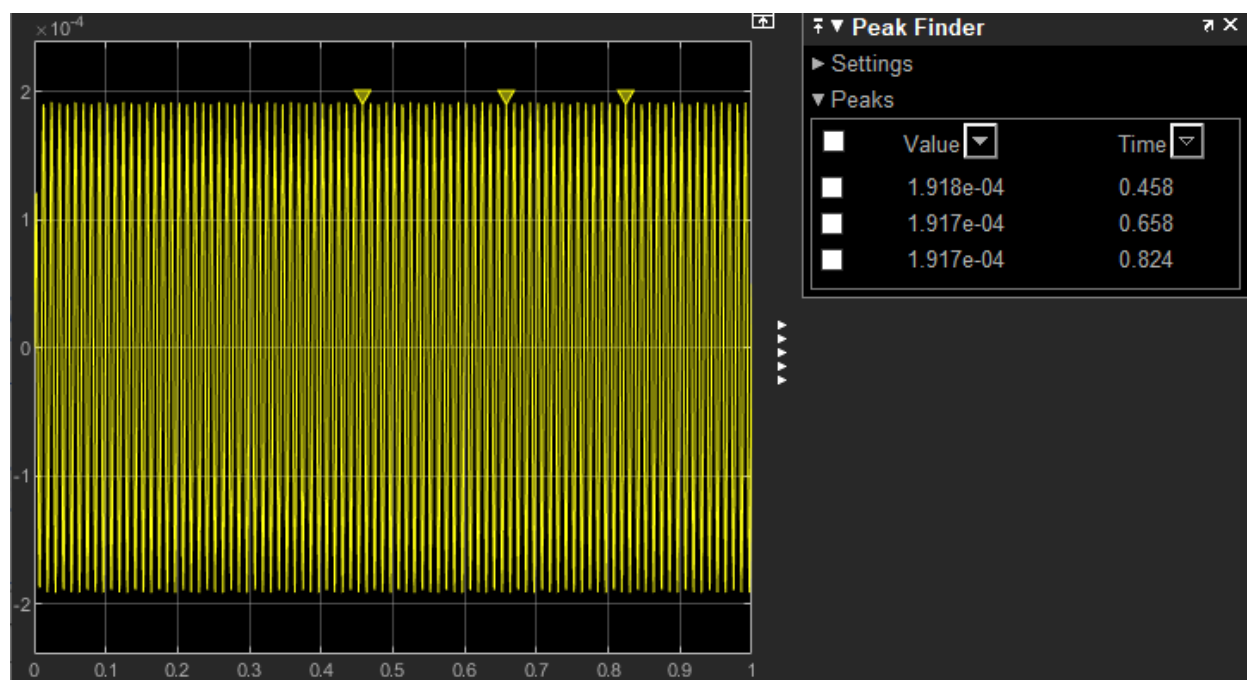 ×10⁻⁴
2
1
0
-1
-2
0 0.1 0.2 0.3 0.4 0.5 0.6 0.7 0.8 0.9 1
Peak Finder
Settings
Peaks
Value Time
1.918e-04 0.458
1.917e-04 0.658
1.917e-04 0.824